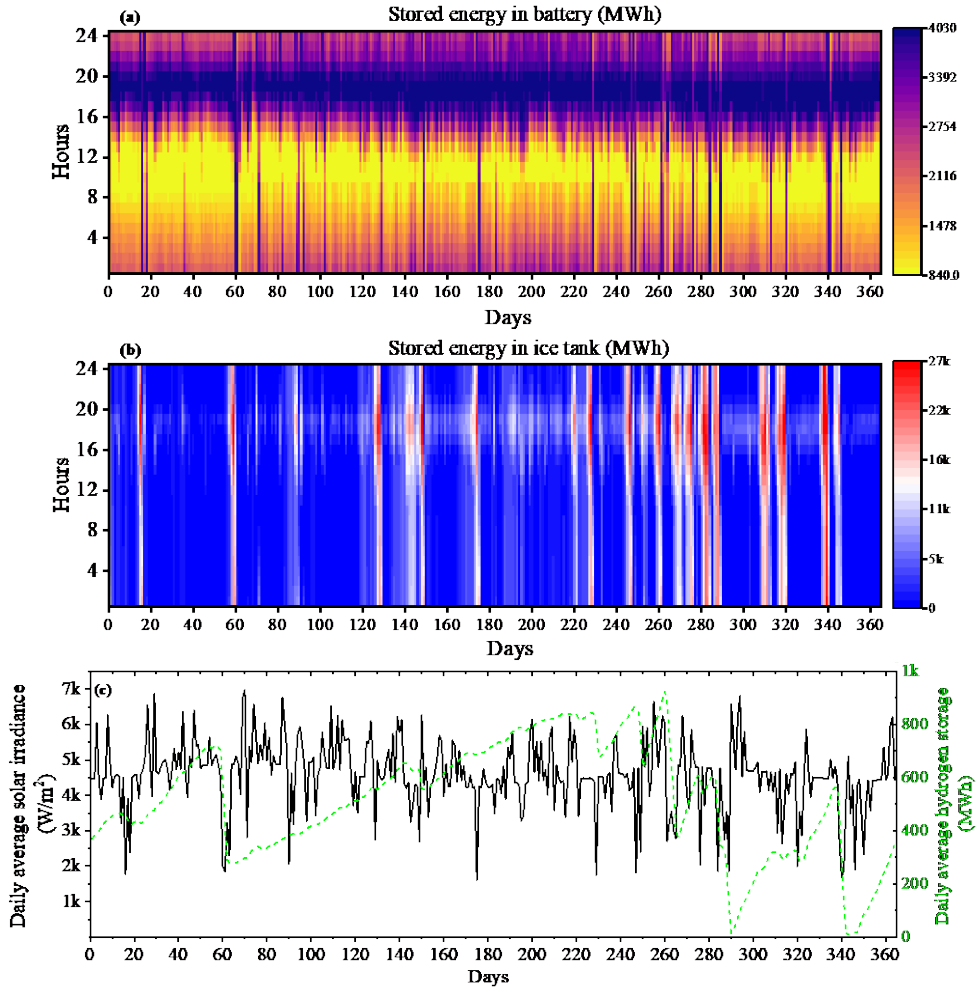 (a) Stored energy in battery (MWh)
24
20
16
12
8
4
Hours
0 20 40 60 80 100 120 140 160 180 200 220 240 260 280 300 320 340 360
Days
4030
3392
2754
2116
1478
840.0
(b) Stored energy in ice tank (MWh)
24
20
16
12
8
4
Hours
0 20 40 60 80 100 120 140 160 180 200 220 240 260 280 300 320 340 360
Days
27k
22k
16k
11k
5k
0
(c)
Daily average solar irradiance
(W/m²)
7k
6k
5k
4k
3k
2k
1k
0 20 40 60 80 100 120 140 160 180 200 220 240 260 280 300 320 340 360
Days
1k
800
600
400
200
0
Daily average hydrogen storage
(MWh)